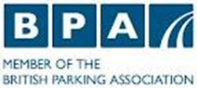 BPA
MEMBER OF THE
BRITISH PARKING ASSOCIATION